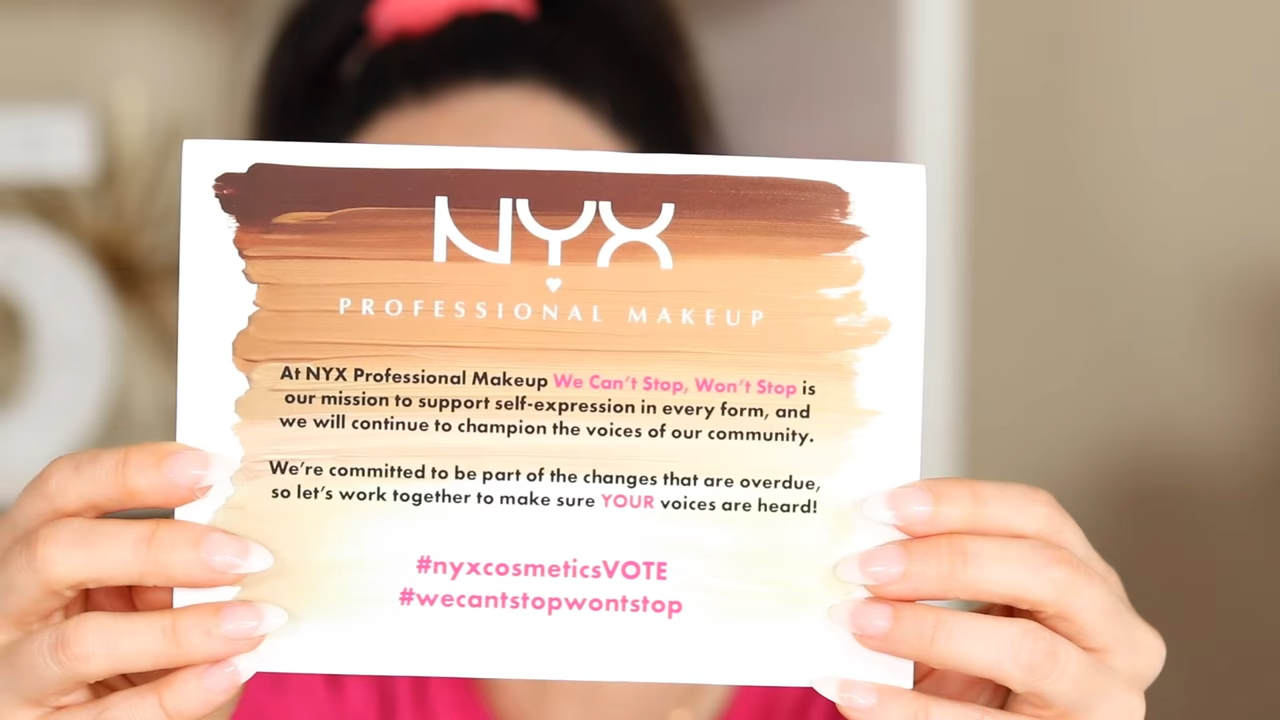 NYX
PROFESSIONAL MAKEUP
At NYX Professional Makeup We Can't Stop, Won't Stop is
our mission to support self-expression in every form, and
we will continue to champion the voices of our community.
We're committed to be part of the changes that are overdue,
so let's work together to make sure YOUR voices are heard!
#nyxcosmeticsVOTE
#wecantstopwontstop